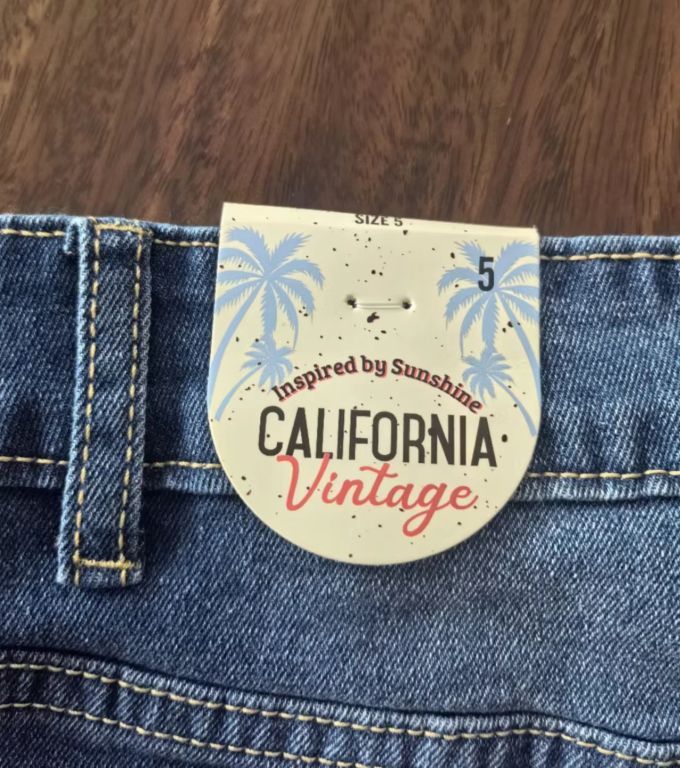 SIZE 5
5
Inspired by Sunshine
CALIFORNIA
Vintage